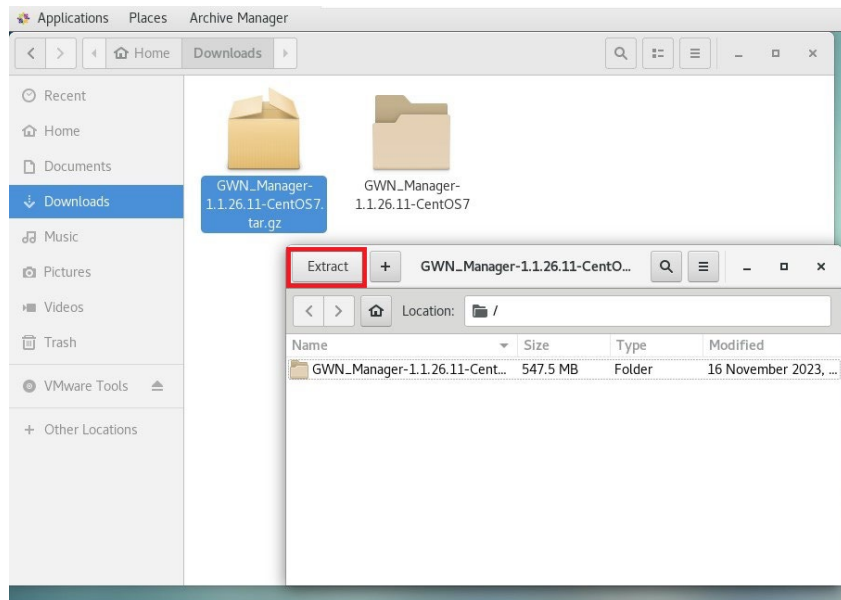 Applications Places Archive Manager
Home Downloads
Recent
Home
Documents
Downloads
Music
Pictures
Videos
Trash
VMware Tools
Other Locations
GWN_Manager-
1.1.26.11-CentOS7.
tar.gz
GWN_Manager-
1.1.26.11-CentOS7
Extract + GWN_Manager-1.1.26.11-CentO...
Location: /
Name Size Type Modified
GWN_Manager-1.1.26.11-Cent... 547.5 MB Folder 16 November 2023, ...